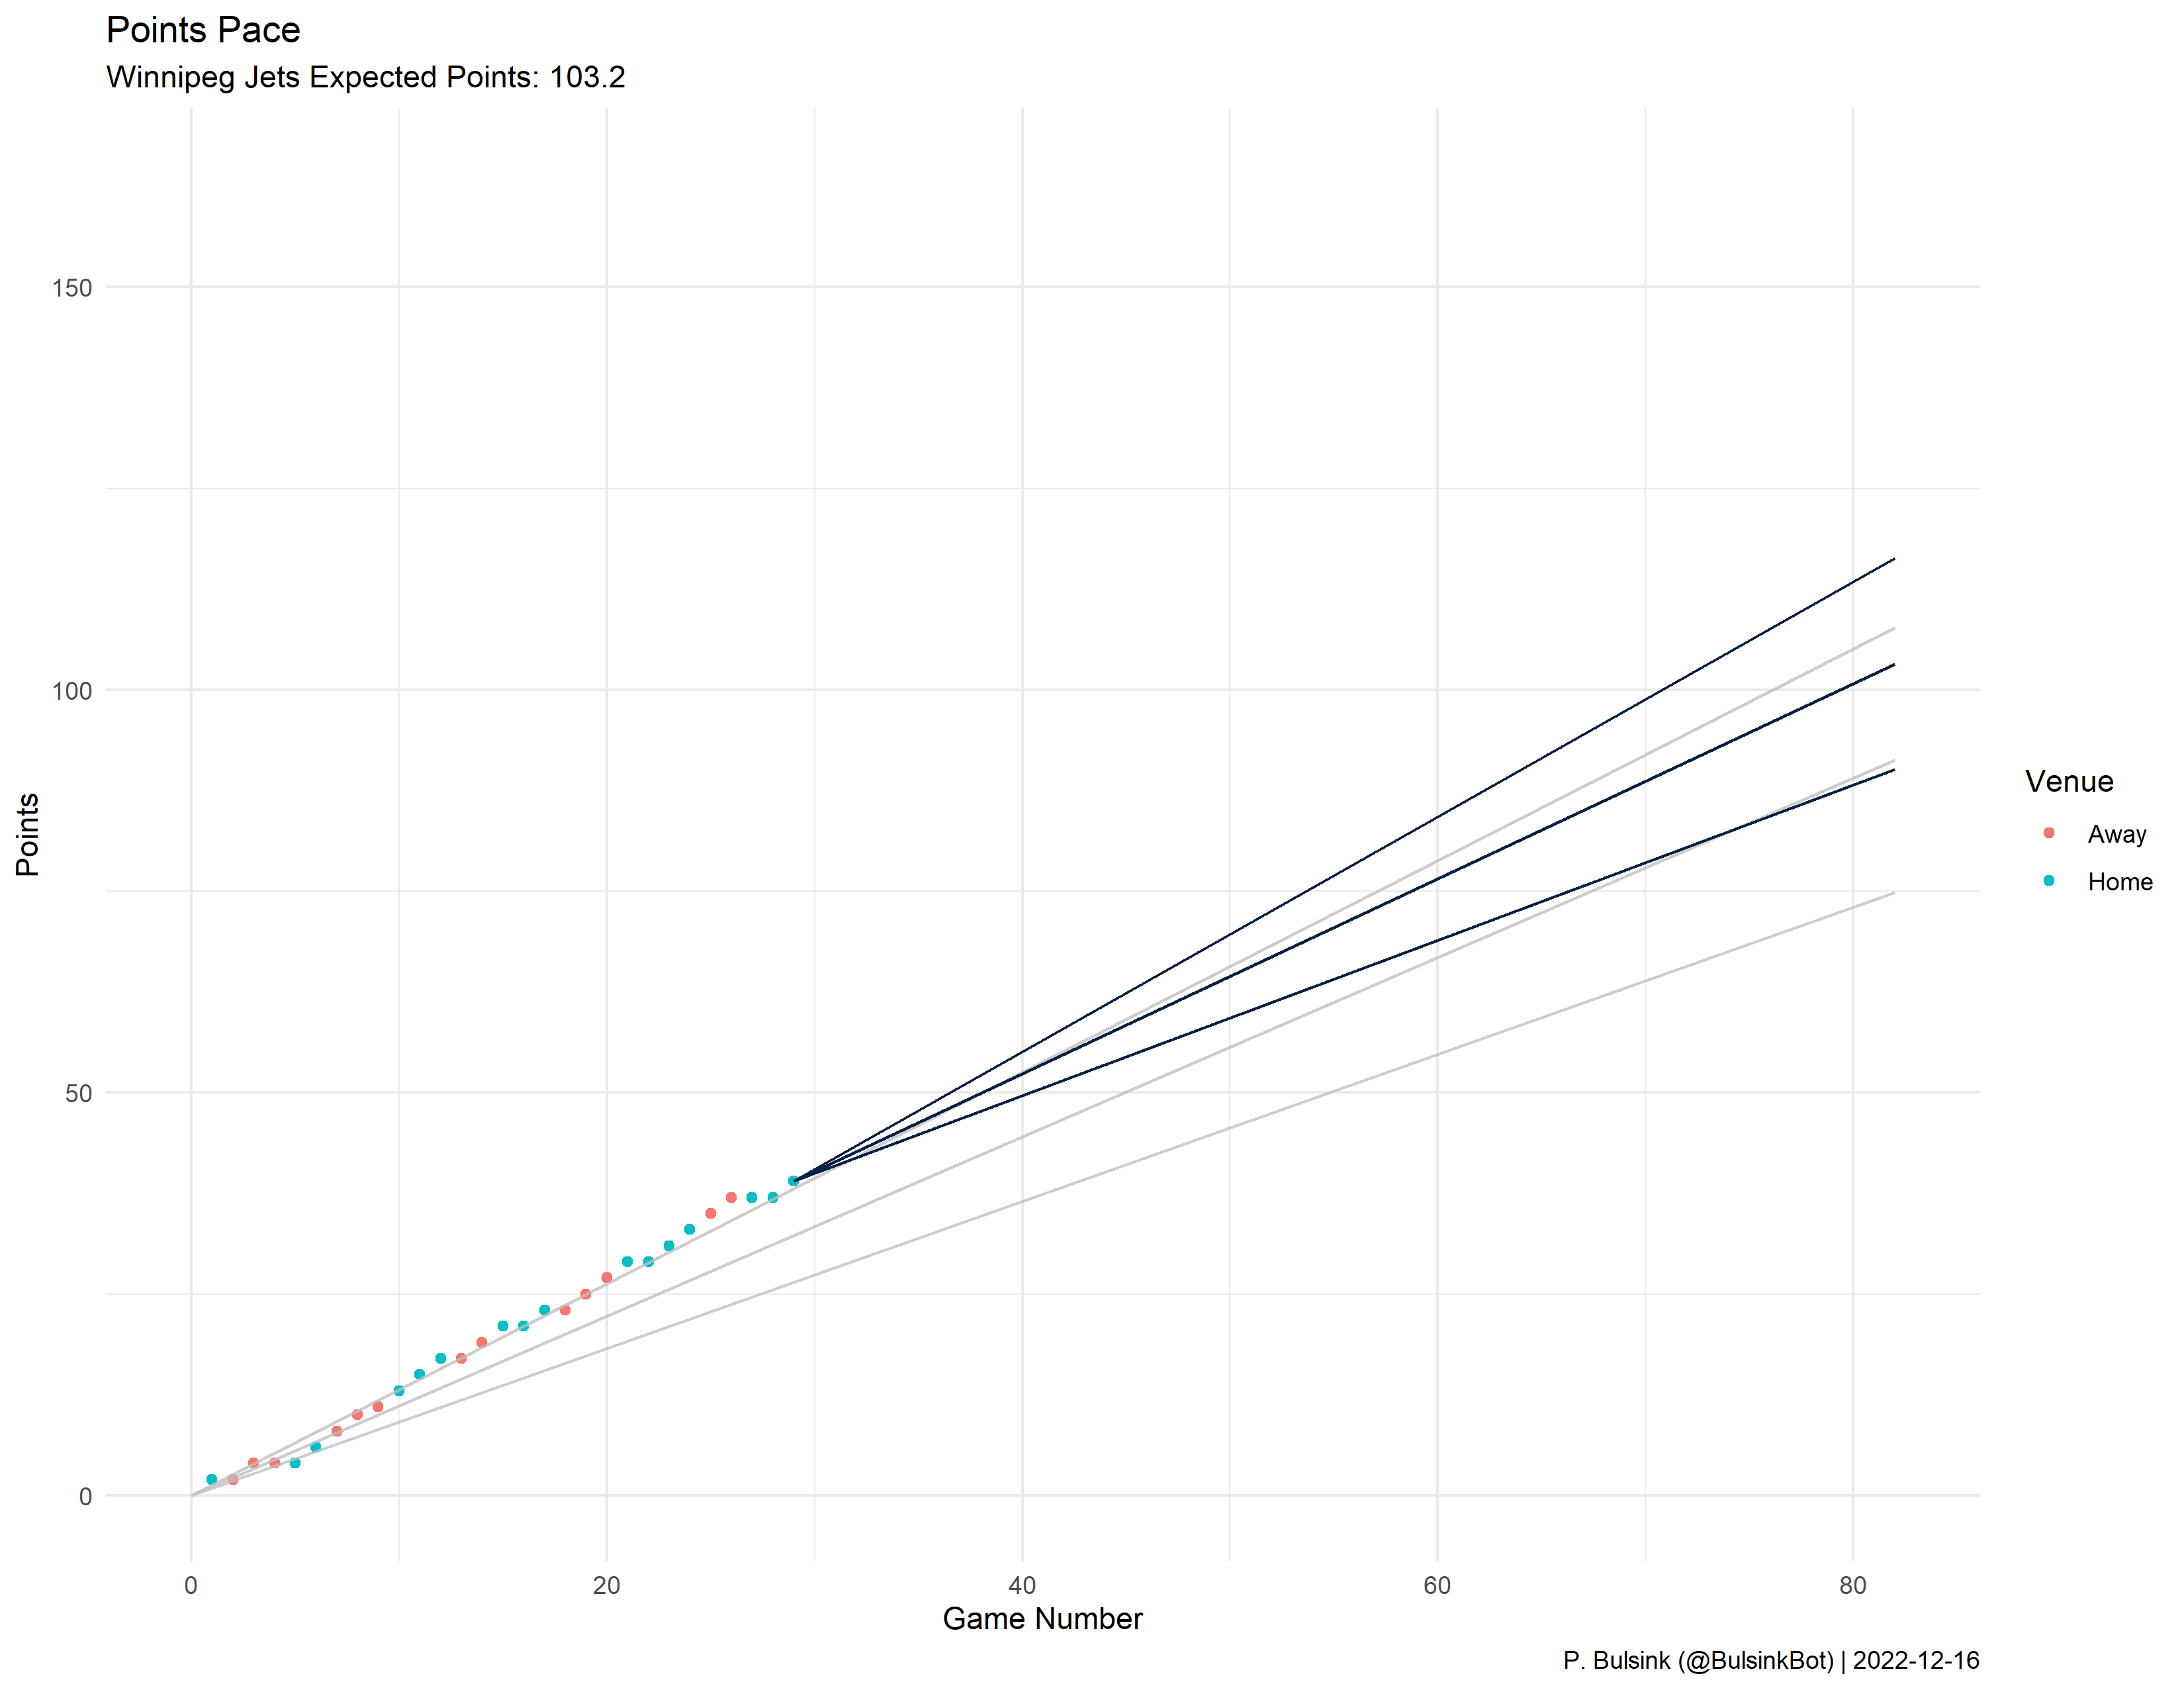 Points Pace
Winnipeg Jets Expected Points: 103.2
150
100
50
0
Points
0 20 40 60 80
Game Number
Venue
Away
Home
P. Bulsink (@BulsinkBot) | 2022-12-16